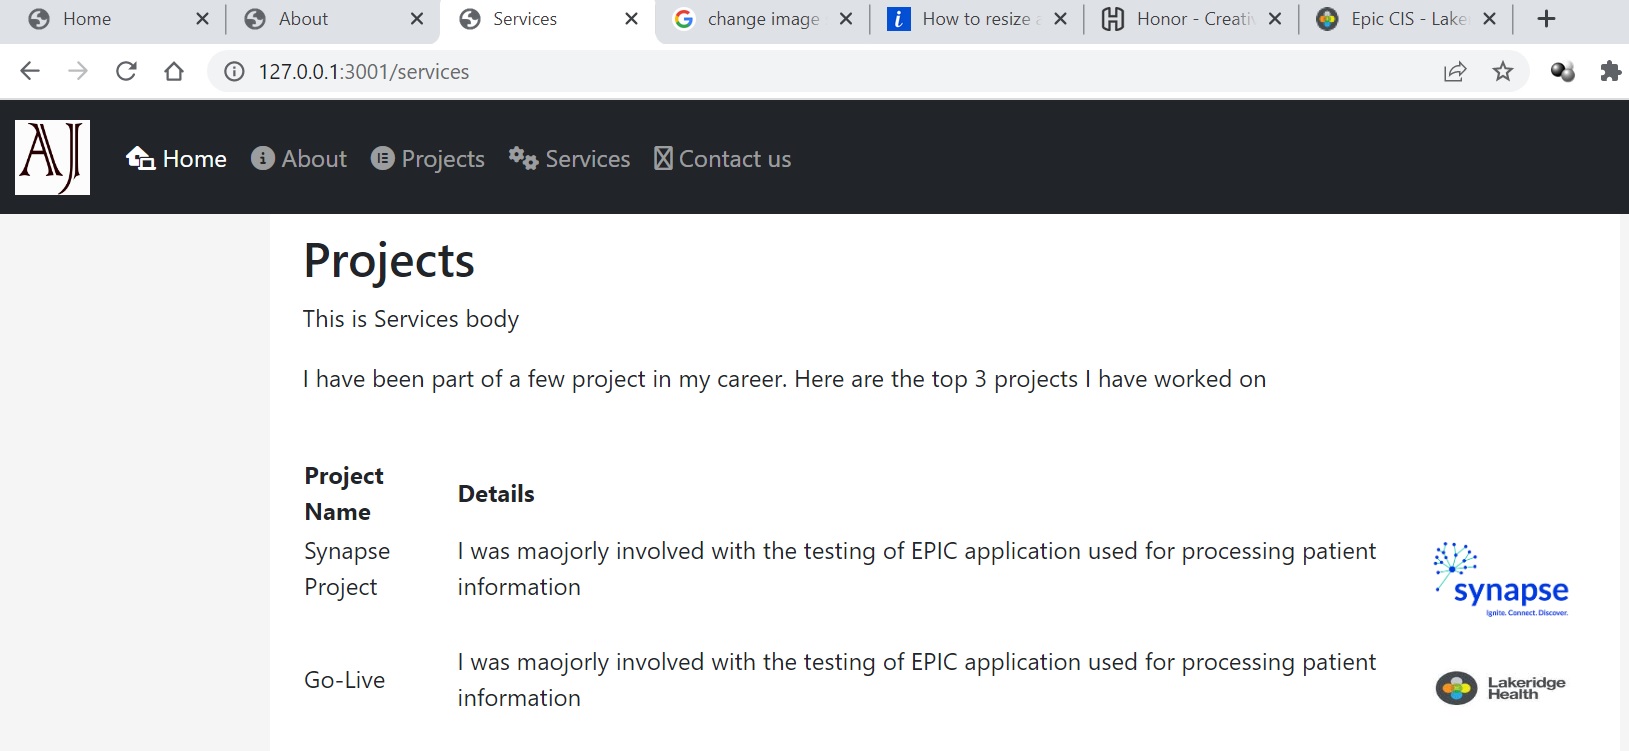 Home
About
Services
change image
How to resize a
Honor - Creativ
Epic CIS - Lake
127.0.0.1:3001/services
AJ
Home
About
Projects
Services
Contact us
Projects
This is Services body
I have been part of a few project in my career. Here are the top 3 projects I have worked on
Project
Name
Details
Synapse
Project
I was maojorly involved with the testing of EPIC application used for processing patient
information
synapse
Ignite. Connect. Discover.
Go-Live
I was maojorly involved with the testing of EPIC application used for processing patient
information
Lakeridge
Health